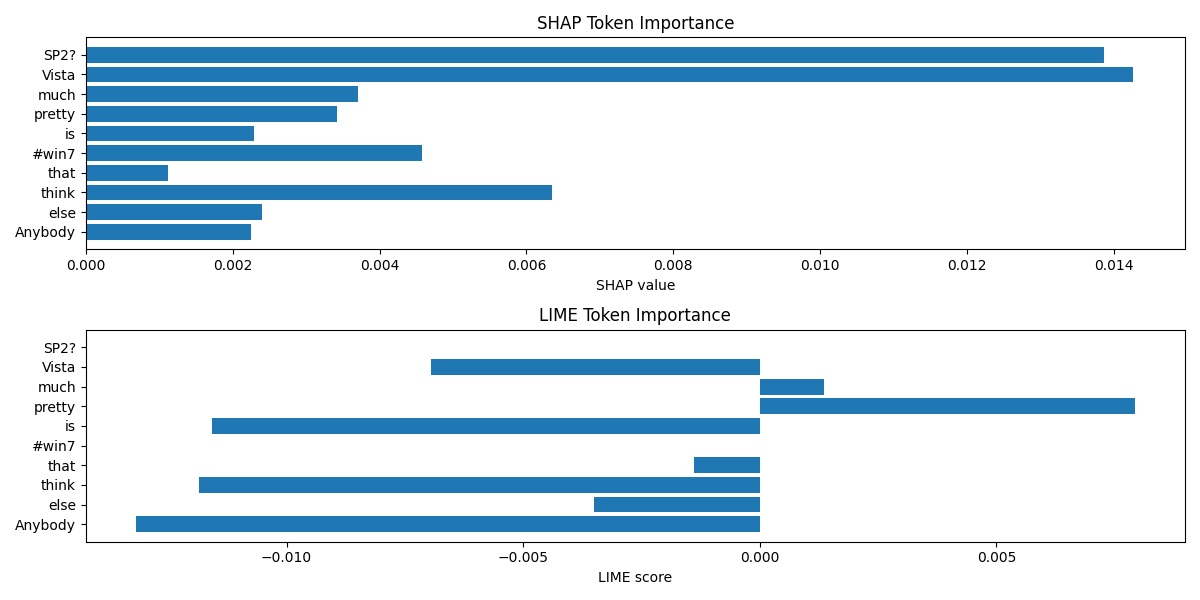 SHAP Token Importance
SP2?
Vista
much
pretty
is
#win7
that
think
else
Anybody
0.000 0.002 0.004 0.006 0.008 0.010 0.012 0.014
SHAP value
LIME Token Importance
SP2?
Vista
much
pretty
is
#win7
that
think
else
Anybody
−0.010 −0.005 0.000 0.005
LIME score